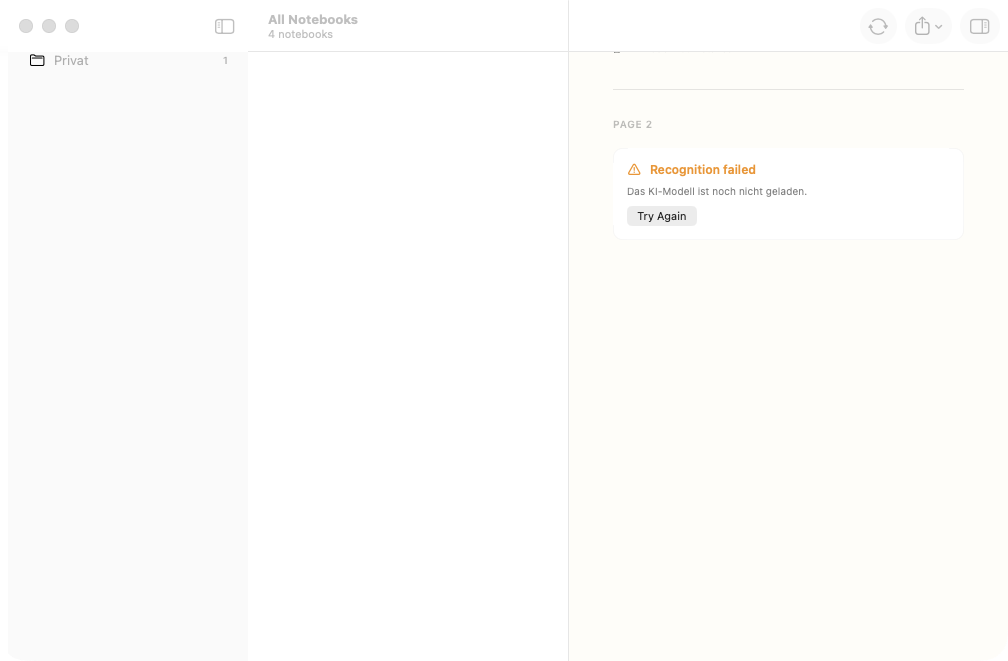 All Notebooks
4 notebooks
Privat 1
PAGE 2
Recognition failed
Das KI-Modell ist noch nicht geladen.
Try Again